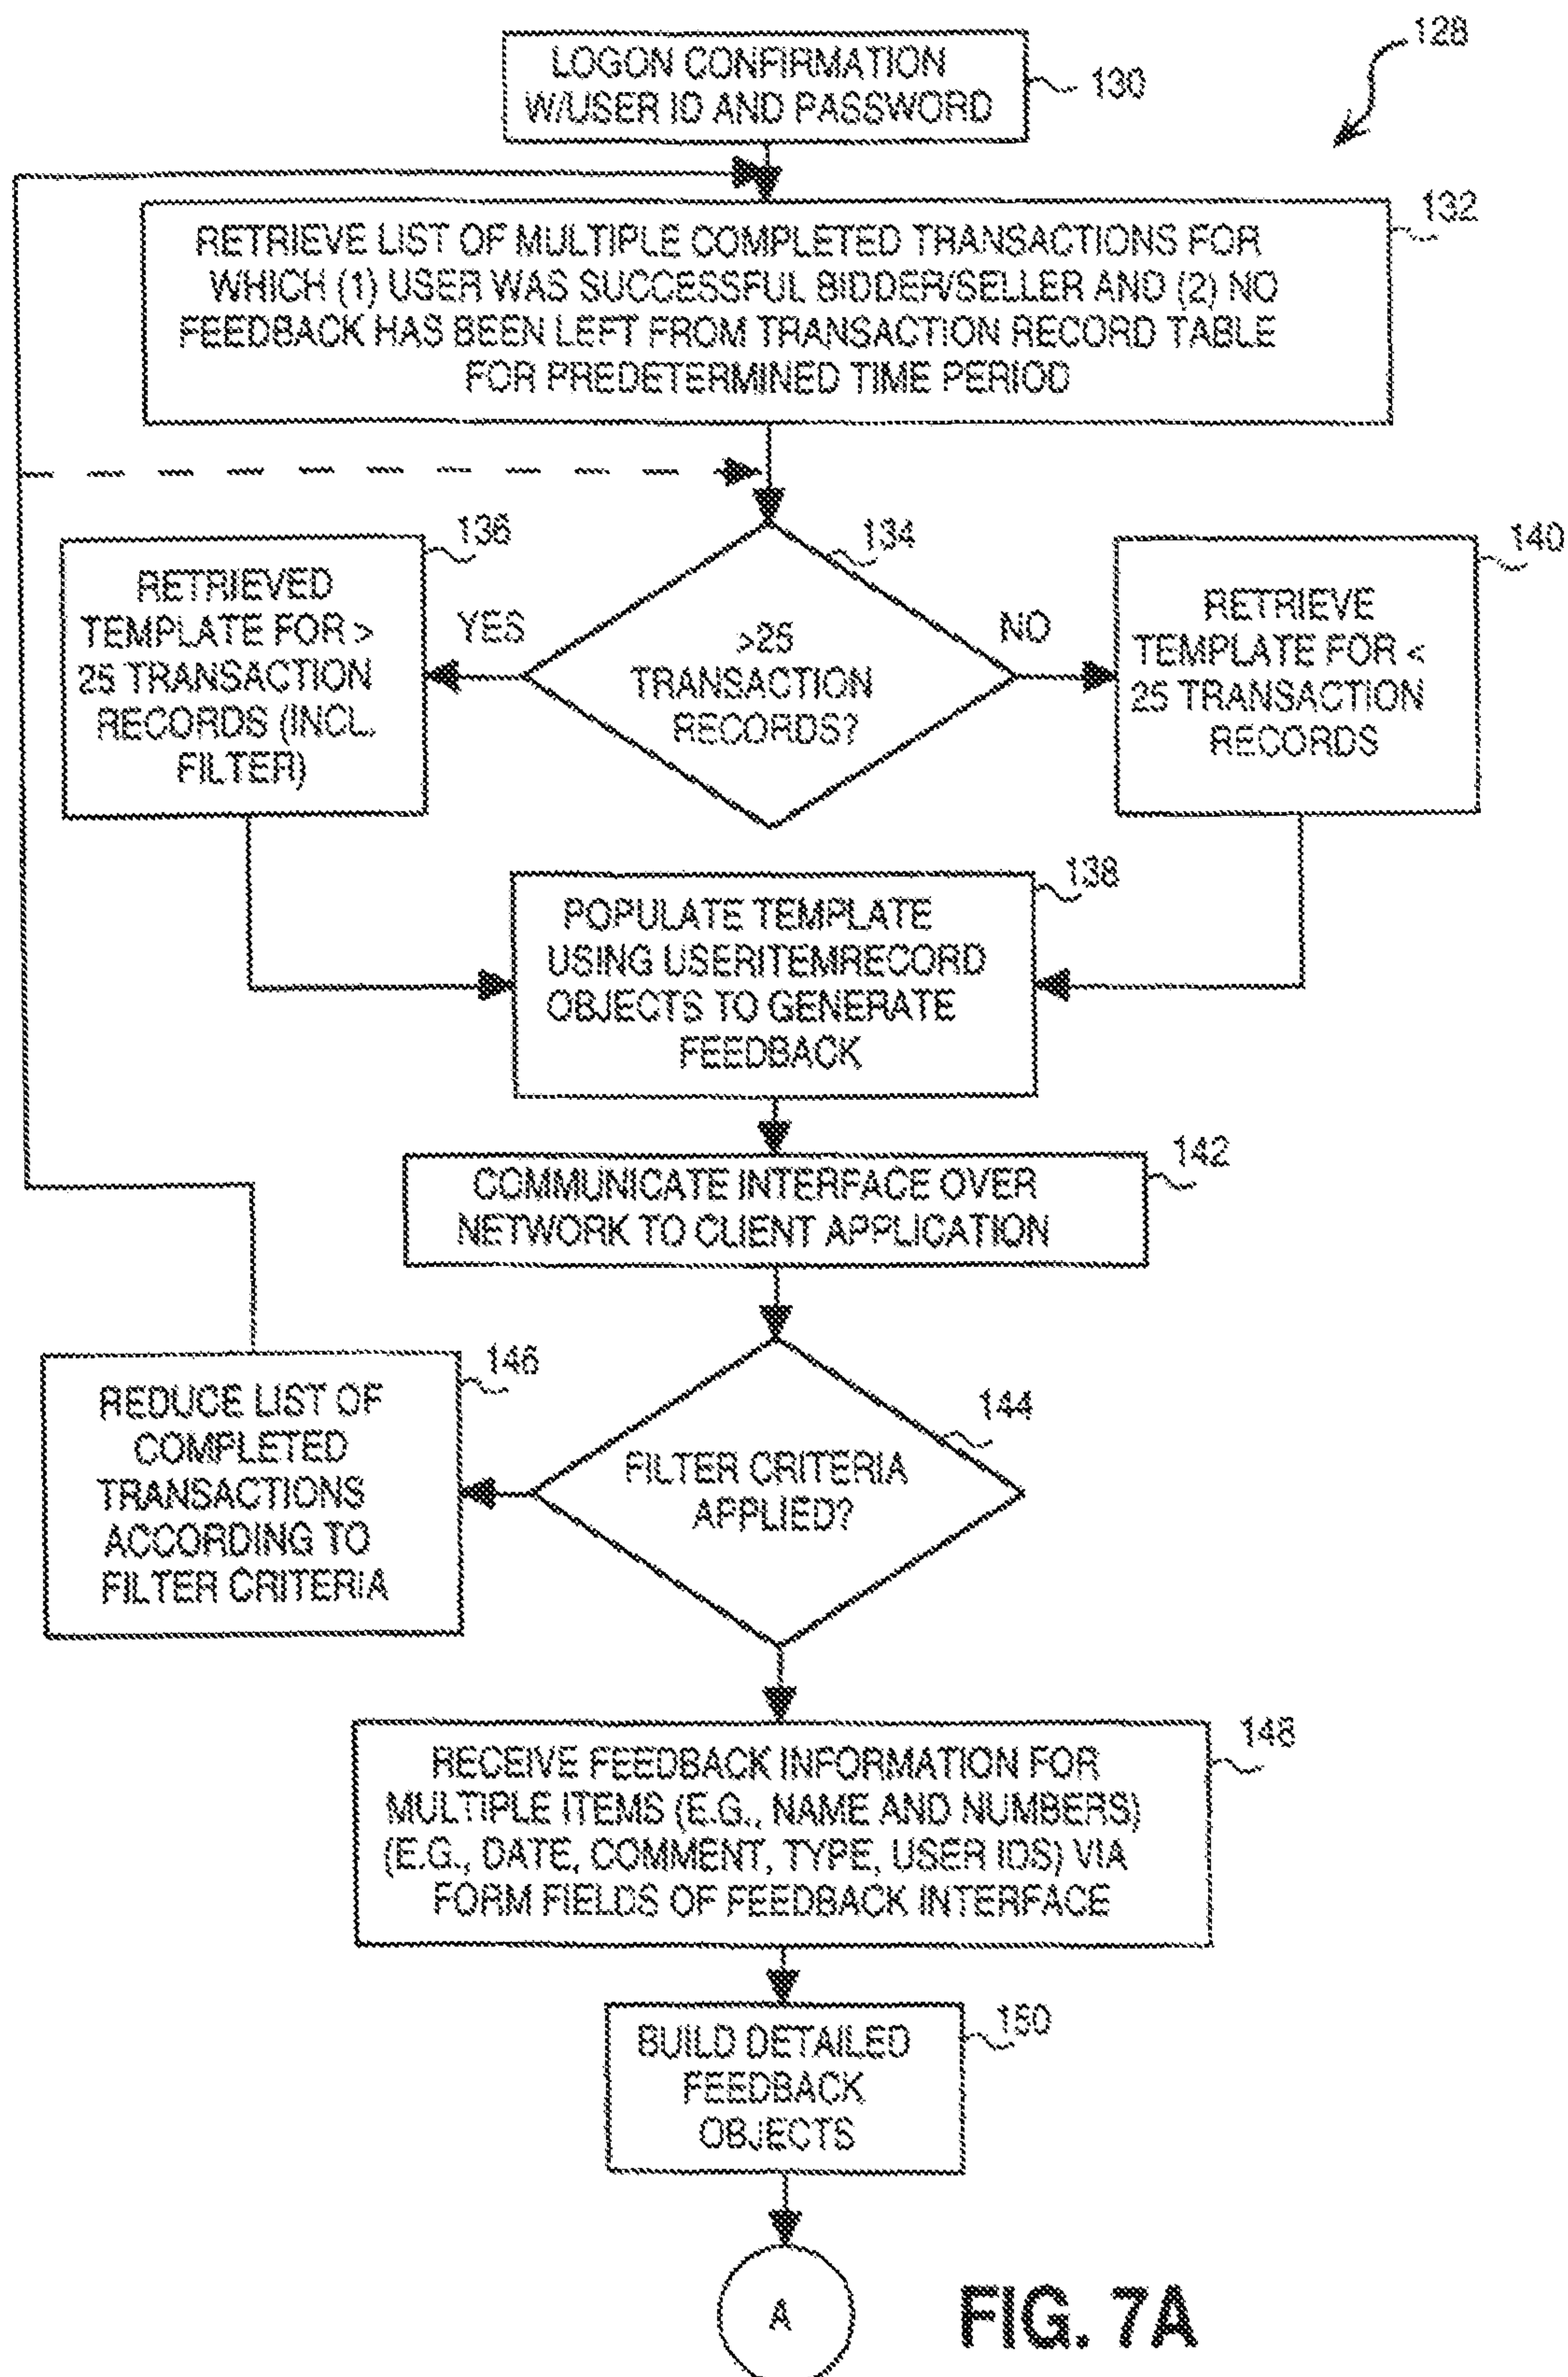 128
LOGON CONFIRMATION
W/USER ID AND PASSWORD
130
132
RETRIEVE LIST OF MULTIPLE COMPLETED TRANSACTIONS FOR
WHICH (1) USER WAS SUCCESSFUL BIDDER/SELLER AND (2) NO
FEEDBACK HAS BEEN LEFT FROM TRANSACTION RECORD TABLE
FOR PREDETERMINED TIME PERIOD
136
RETRIEVED
TEMPLATE FOR >
25 TRANSACTION
RECORDS (INCL.
FILTER)
YES
134
>25
TRANSACTION
RECORDS?
NO
140
RETRIEVE
TEMPLATE FOR <
25 TRANSACTION
RECORDS
138
POPULATE TEMPLATE
USING USERITEMRECORD
OBJECTS TO GENERATE
FEEDBACK
142
COMMUNICATE INTERFACE OVER
NETWORK TO CLIENT APPLICATION
146
REDUCE LIST OF
COMPLETED
TRANSACTIONS
ACCORDING TO
FILTER CRITERIA
144
FILTER CRITERIA
APPLIED?
148
RECEIVE FEEDBACK INFORMATION FOR
MULTIPLE ITEMS (E.G., NAME AND NUMBERS)
(E.G., DATE, COMMENT, TYPE, USER IDS) VIA
FORM FIELDS OF FEEDBACK INTERFACE
150
BUILD DETAILED
FEEDBACK
OBJECTS
A
FIG. 7A